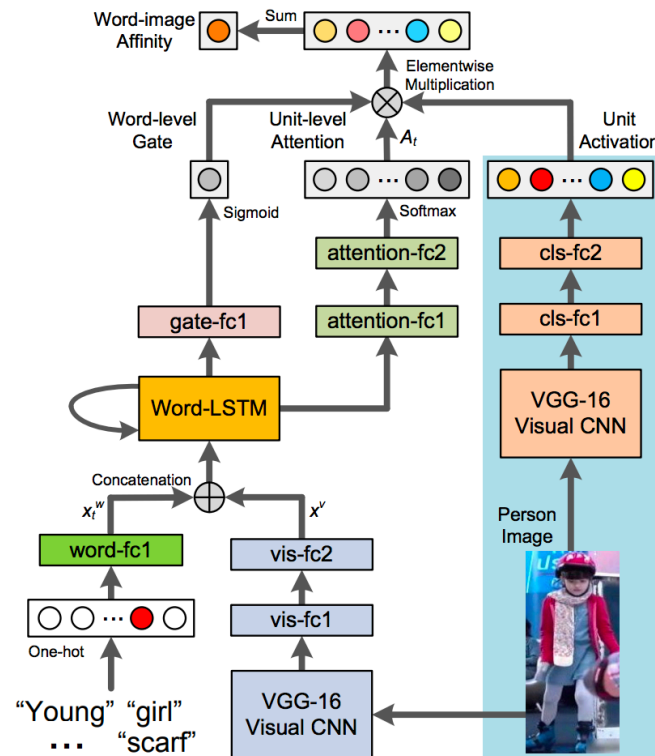 Word-image
Affinity
Sum
Elementwise
Multiplication
Word-level
Gate
Unit-level
Attention
A_t
Unit
Activation
Sigmoid
Softmax
attention-fc2
cls-fc2
gate-fc1
attention-fc1
cls-fc1
Word-LSTM
VGG-16
Visual CNN
Concatenation
x_t^w
x^v
Person
Image
word-fc1
vis-fc2
One-hot
vis-fc1
VGG-16
Visual CNN
“Young” “girl”
... “scarf”